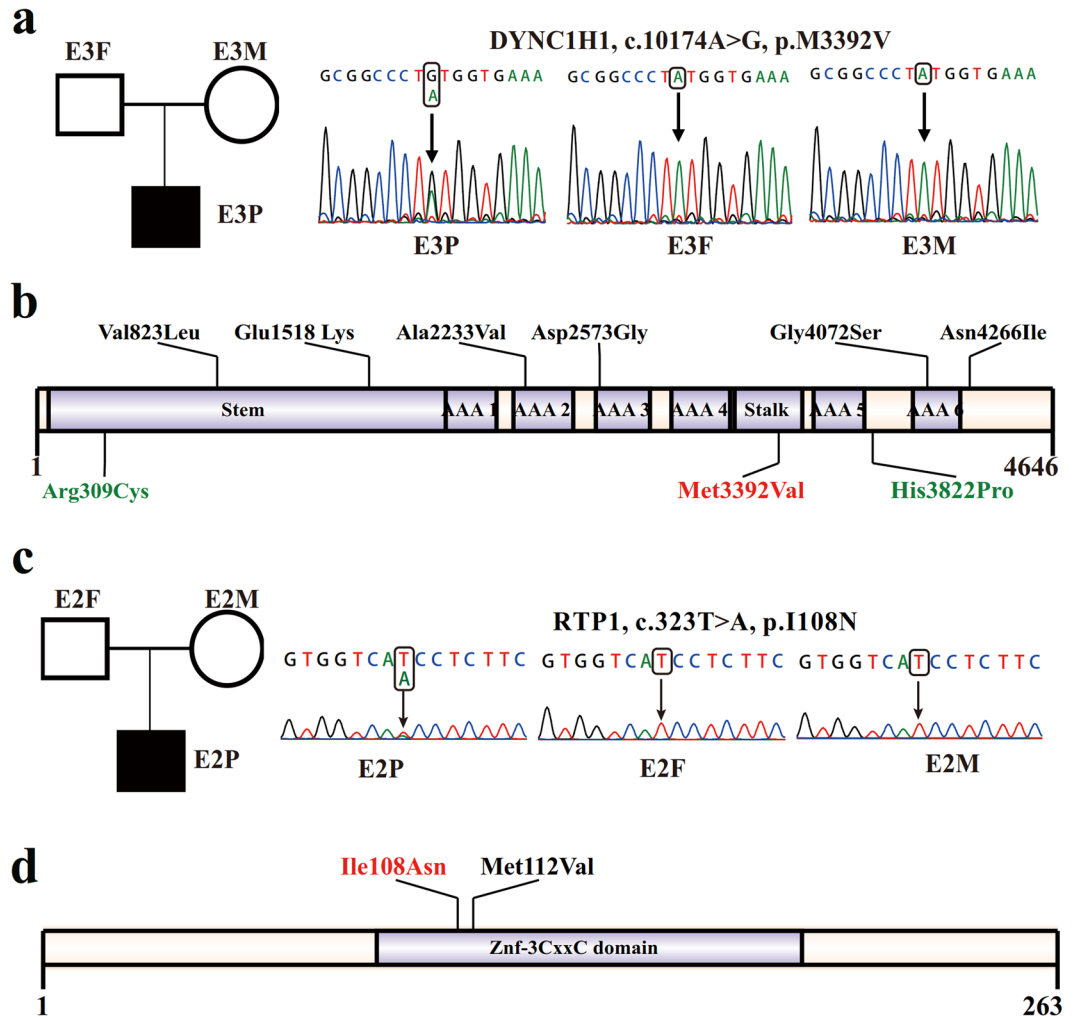 a
E3F
E3M
E3P
DYNC1H1, c.10174A>G, p.M3392V
GCGGCCCTGTGGTGAAA
A
GCGGCCCTATGGTGAAA
GCGGCCCTATGGTGAAA
E3P
E3F
E3M
b
Val823Leu
Glu1518 Lys
Ala2233Val
Asp2573Gly
Gly4072Ser
Asn4266Ile
Stem
AAA 1
AAA 2
AAA 3
AAA 4
Stalk
AAA 5
AAA 6
1
4646
Arg309Cys
Met3392Val
His3822Pro
c
E2F
E2M
E2P
RTP1, c.323T>A, p.I108N
GTGGTCATCCTCTTC
A
GTGGTCATCCTCTTC
GTGGTCATCCTCTTC
E2P
E2F
E2M
d
Ile108Asn
Met112Val
Znf-3CxxC domain
1
263